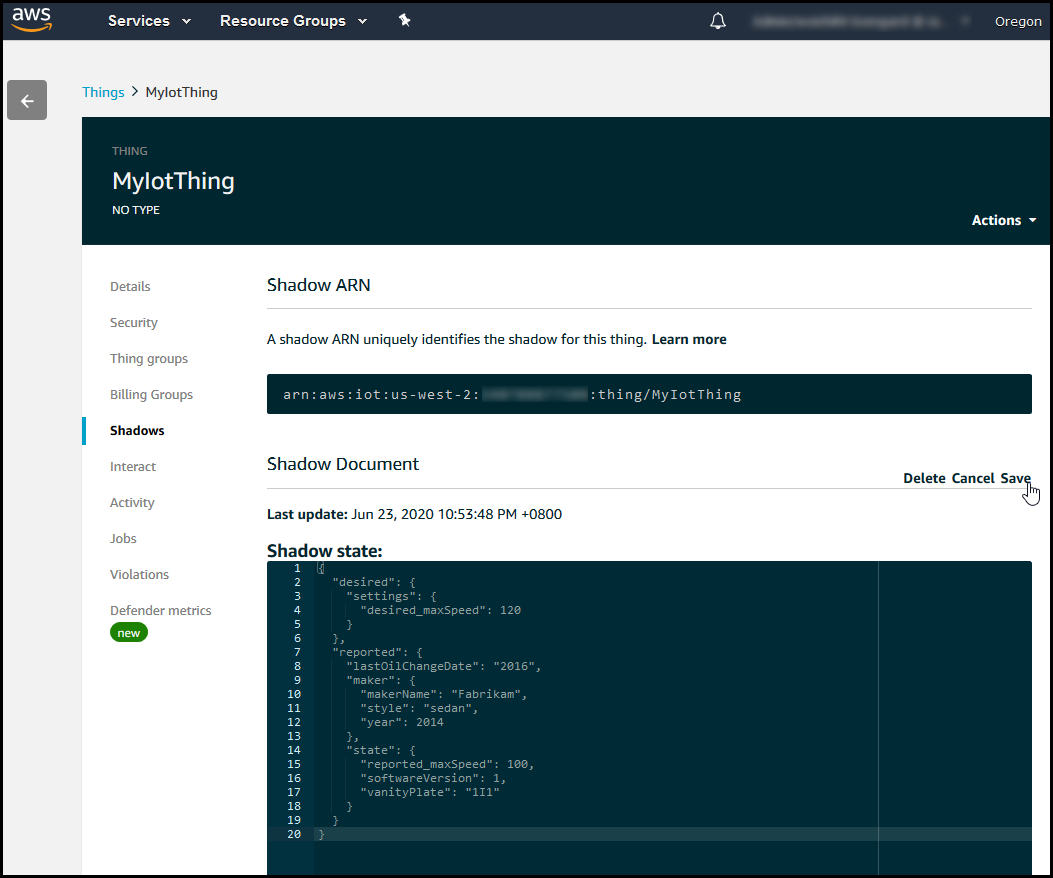 aws Services Resource Groups Oregon
Things > MyIotThing
THING
MyIotThing
NO TYPE
Actions
Details
Security
Thing groups
Billing Groups
Shadows
Interact
Activity
Jobs
Violations
Defender metrics
new
Shadow ARN
A shadow ARN uniquely identifies the shadow for this thing. Learn more
arn:aws:iot:us-west-2: :thing/MyIotThing
Shadow Document
Delete Cancel Save
Last update: Jun 23, 2020 10:53:48 PM +0800
Shadow state:
1 {
2 "desired": {
3 "settings": {
4 "desired_maxSpeed": 120
5 }
6 },
7 "reported": {
8 "lastOilChangeDate": "2016",
9 "maker": {
10 "makerName": "Fabrikam",
11 "style": "sedan",
12 "year": 2014
13 },
14 "state": {
15 "reported_maxSpeed": 100,
16 "softwareVersion": 1,
17 "vanityPlate": "1I1"
18 }
19 }
20 }